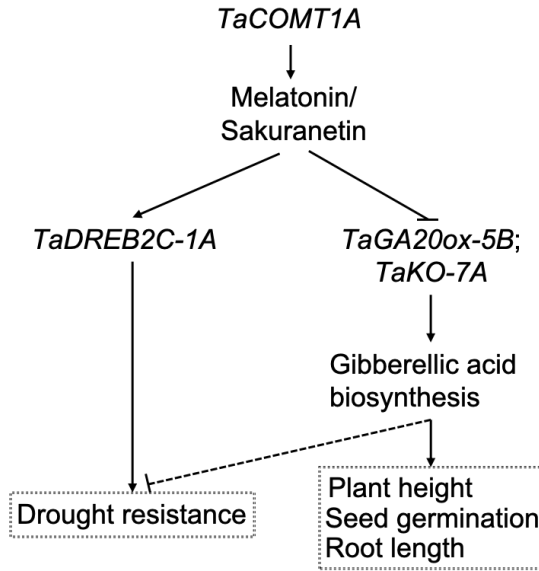 TaCOMT1A
Melatonin/
Sakuranetin
TaDREB2C-1A
TaGA20ox-5B;
TaKO-7A
Gibberellic acid
biosynthesis
Drought resistance
Plant height
Seed germination
Root length